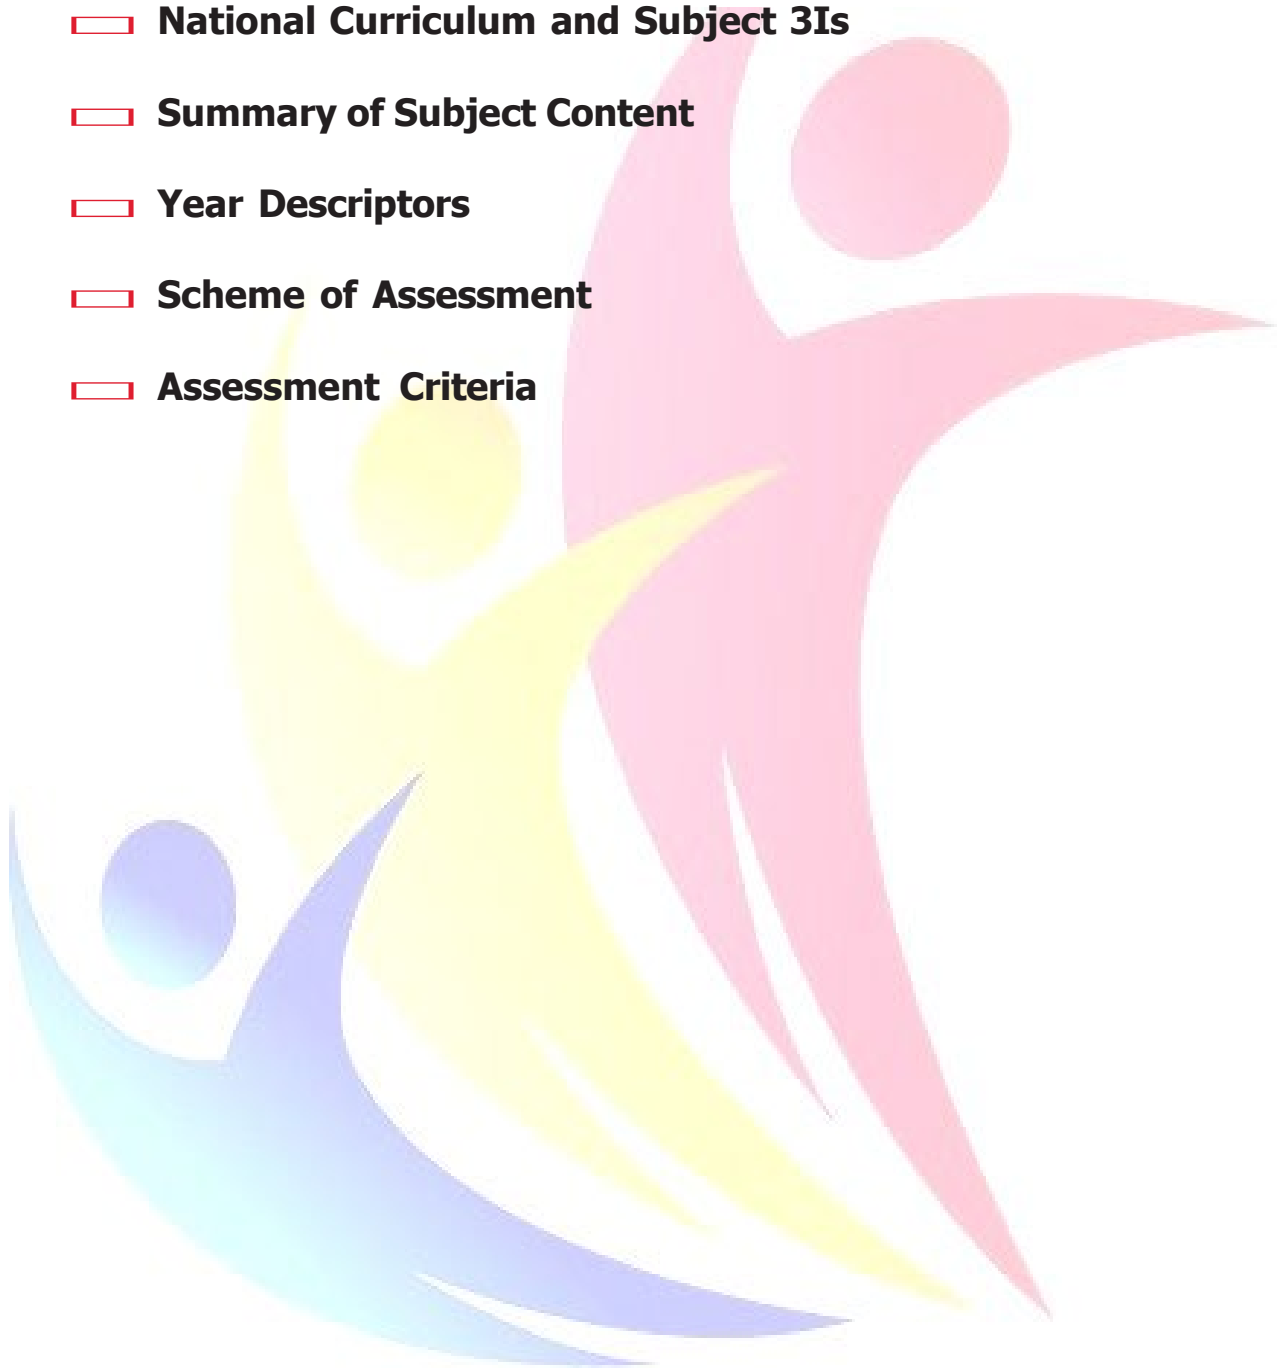 National Curriculum and Subject 3Is
Summary of Subject Content
Year Descriptors
Scheme of Assessment
Assessment Criteria